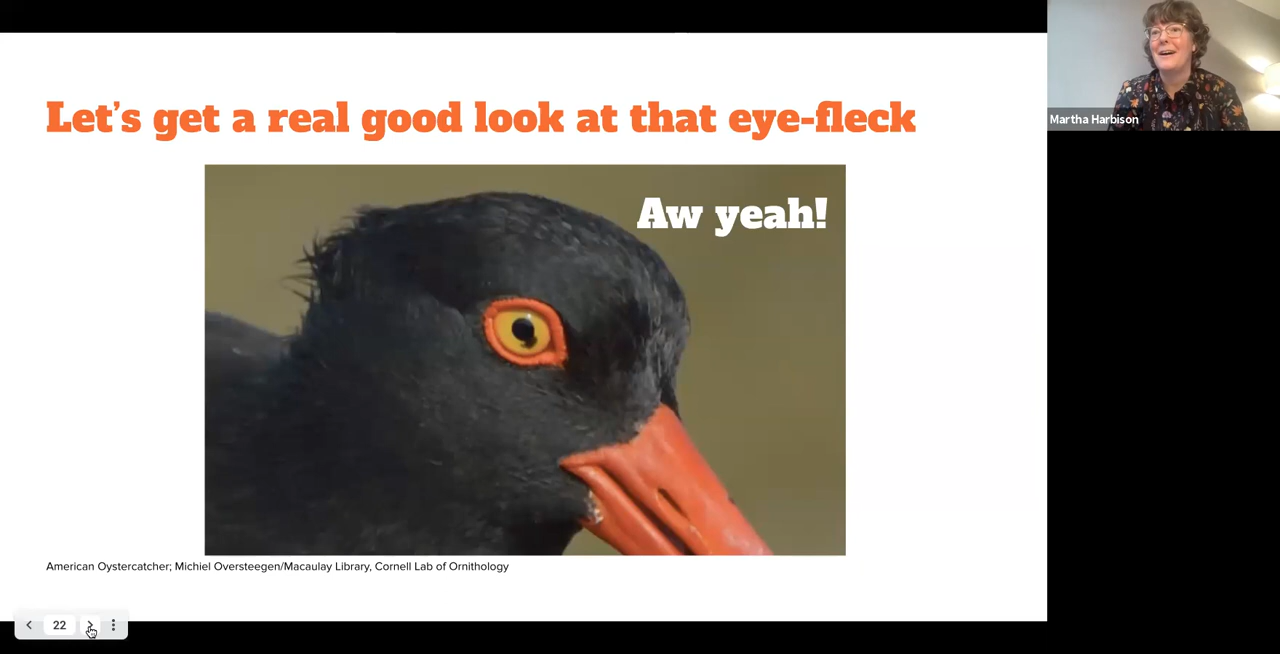 Let's get a real good look at that eye-fleck
Aw yeah!
American Oystercatcher; Michiel Oversteegen/Macaulay Library, Cornell Lab of Ornithology
22
Martha Harbison